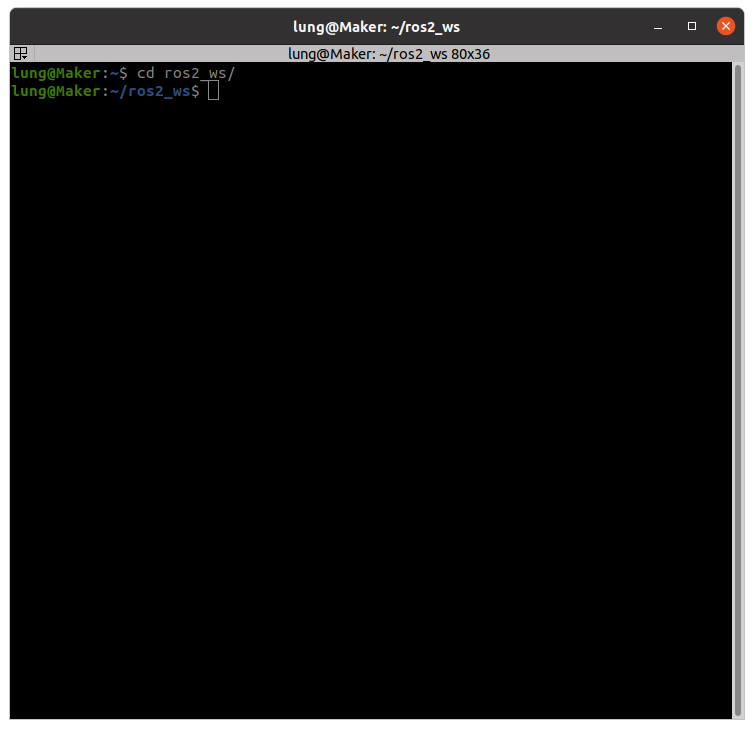 lung@Maker: ~/ros2_ws
lung@Maker: ~/ros2_ws 80x36
lung@Maker:~$ cd ros2_ws/
lung@Maker:~/ros2_ws$